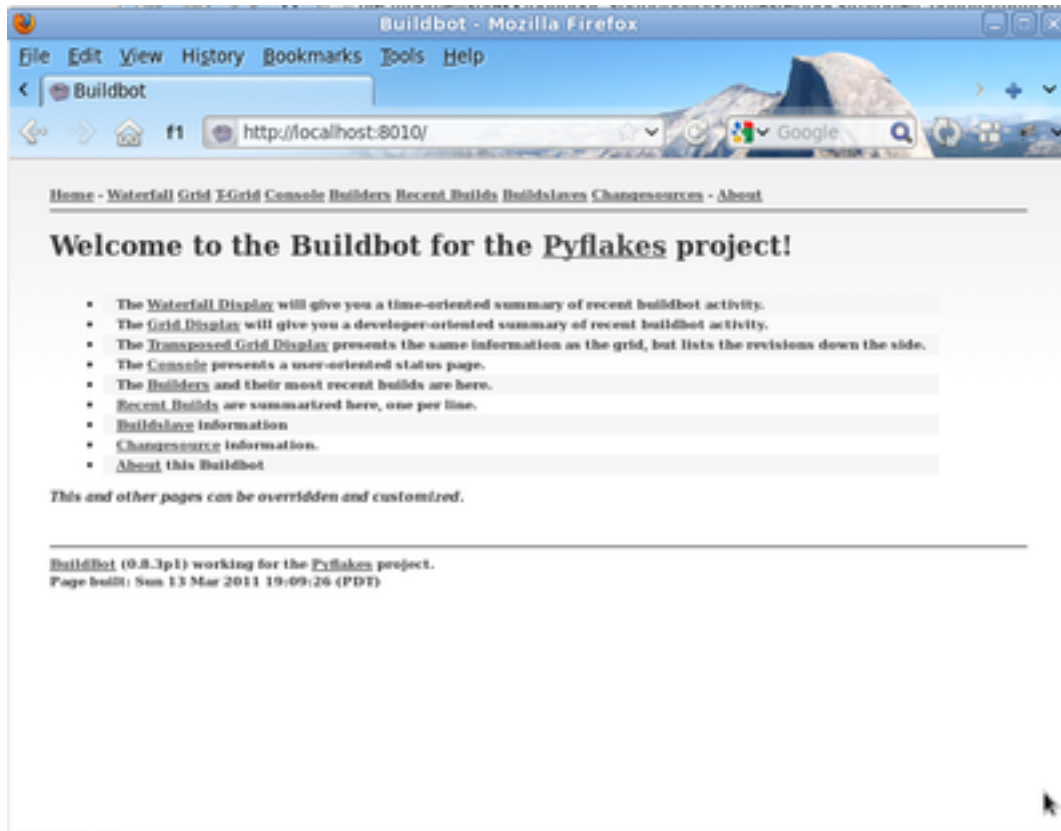 Buildbot - Mozilla Firefox
File Edit View History Bookmarks Tools Help
Buildbot
f1 http://localhost:8010/ Google
Home - Waterfall Grid T-Grid Console Builders Recent Builds Buildslaves Changesources - About
Welcome to the Buildbot for the Pyflakes project!
The Waterfall Display will give you a time-oriented summary of recent buildbot activity.
The Grid Display will give you a developer-oriented summary of recent buildbot activity.
The Transposed Grid Display presents the same information as the grid, but lists the revisions down the side.
The Console presents a user-oriented status page.
The Builders and their most recent builds are here.
Recent Builds are summarized here, one per line.
Buildslave information
Changesource information.
About this Buildbot
This and other pages can be overridden and customized.
BuildBot (0.8.3p1) working for the Pyflakes project.
Page built: Sun 13 Mar 2011 19:09:26 (PDT)